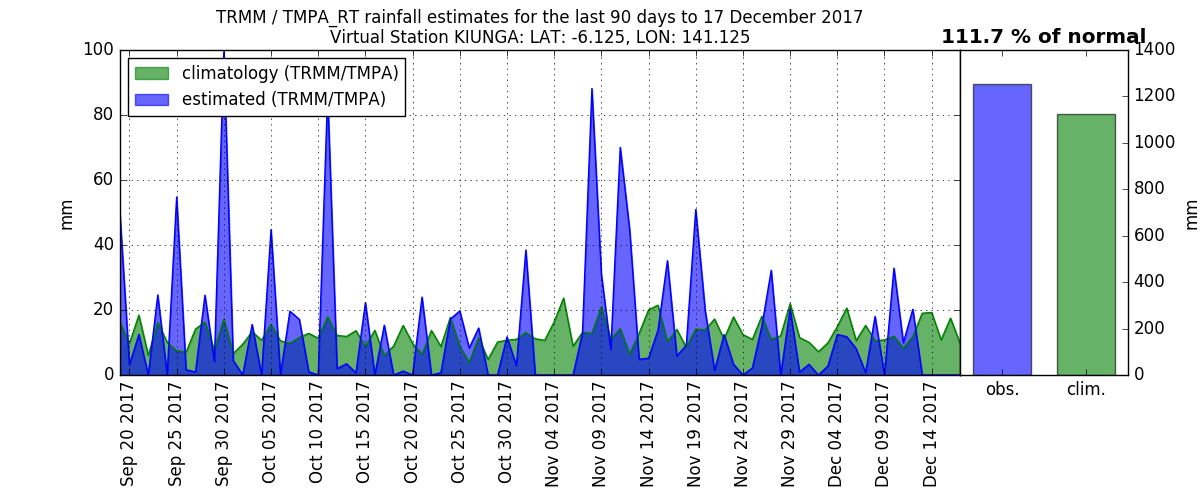 TRMM / TMPA_RT rainfall estimates for the last 90 days to 17 December 2017
Virtual Station KIUNGA: LAT: -6.125, LON: 141.125
111.7 % of normal
climatology (TRMM/TMPA)
estimated (TRMM/TMPA)
100
80
60
40
20
0
mm
Sep 20 2017
Sep 25 2017
Sep 30 2017
Oct 05 2017
Oct 10 2017
Oct 15 2017
Oct 20 2017
Oct 25 2017
Oct 30 2017
Nov 04 2017
Nov 09 2017
Nov 14 2017
Nov 19 2017
Nov 24 2017
Nov 29 2017
Dec 04 2017
Dec 09 2017
Dec 14 2017
obs.
clim.
1400
1200
1000
800
600
400
200
0
mm